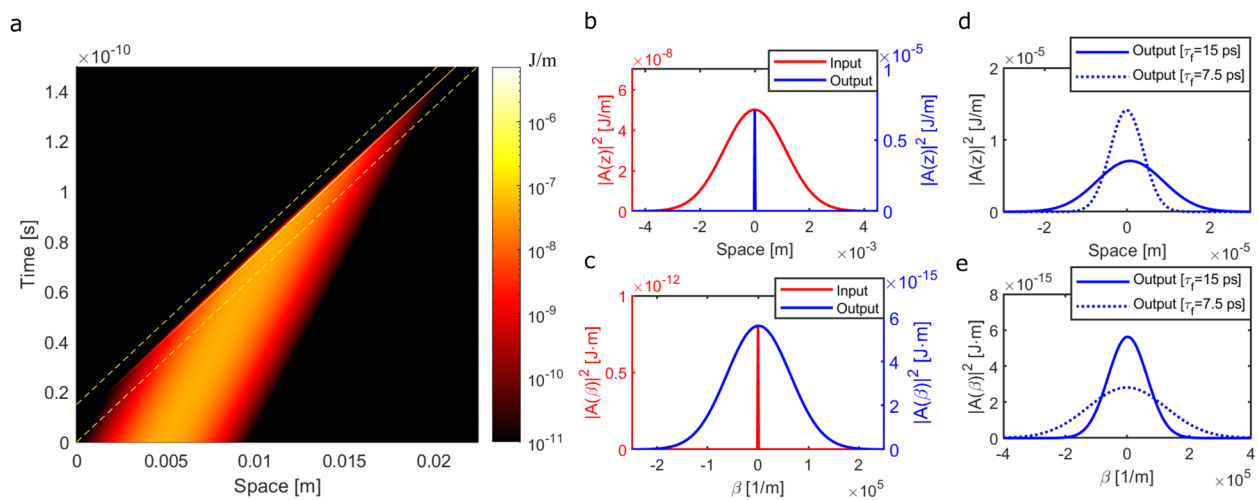 a
×10⁻¹⁰
1.4
1.2
1
0.8
0.6
0.4
0.2
0
Time [s]
0
0.005
0.01
0.015
0.02
Space [m]
J/m
10⁻⁶
10⁻⁷
10⁻⁸
10⁻⁹
10⁻¹⁰
10⁻¹¹
b
×10⁻⁸
×10⁻⁵
Input
Output
6
4
2
0
|A(z)|² [J/m]
1
0.5
0
|A(z)|² [J/m]
-4
-2
0
2
4
Space [m]
×10⁻³
c
×10⁻¹²
×10⁻¹⁵
Input
Output
1
0.5
0
|A(β)|² [J·m]
6
4
2
0
|A(β)|² [J·m]
-2
-1
0
1
2
β [1/m]
×10⁵
d
×10⁻⁵
Output [τf=15 ps]
Output [τf=7.5 ps]
2
1
0
|A(z)|² [J/m]
-2
0
2
Space [m]
×10⁻⁵
e
×10⁻¹⁵
Output [τf=15 ps]
Output [τf=7.5 ps]
8
6
4
2
0
|A(β)|² [J·m]
-4
-2
0
2
4
β [1/m]
×10⁵